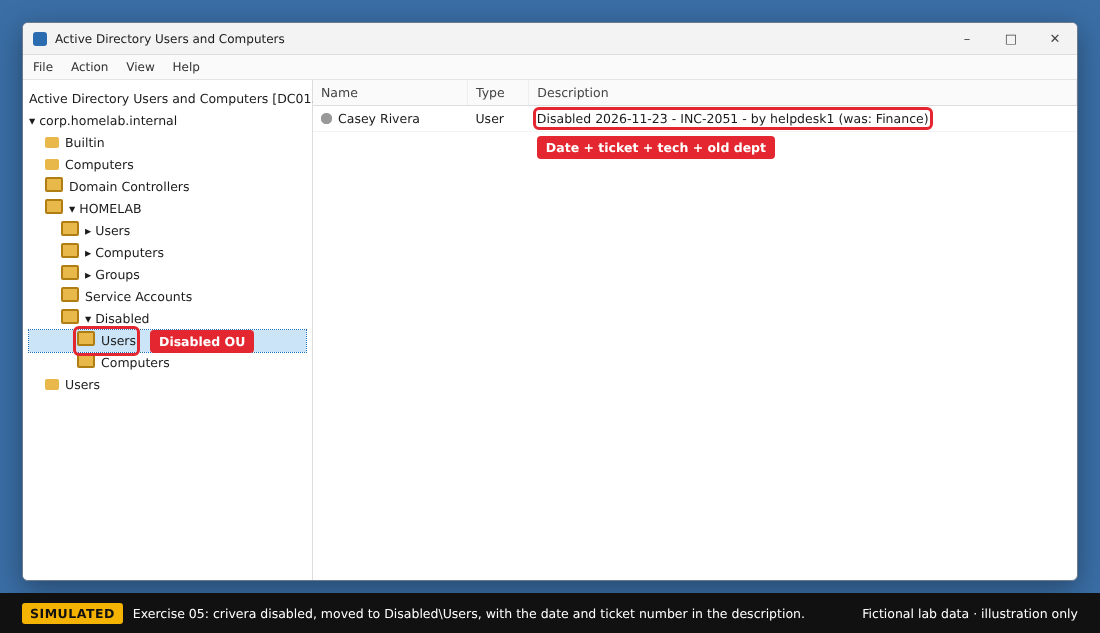 Active Directory Users and Computers
File Action View Help
Active Directory Users and Computers [DC01
▾ corp.homelab.internal
Builtin
Computers
Domain Controllers
▾ HOMELAB
▸ Users
▸ Computers
▸ Groups
Service Accounts
▾ Disabled
Users Disabled OU
Computers
Users
Name Type Description
Casey Rivera User Disabled 2026-11-23 - INC-2051 - by helpdesk1 (was: Finance)
Date + ticket + tech + old dept
SIMULATED Exercise 05: crivera disabled, moved to Disabled\Users, with the date and ticket number in the description. Fictional lab data · illustration only